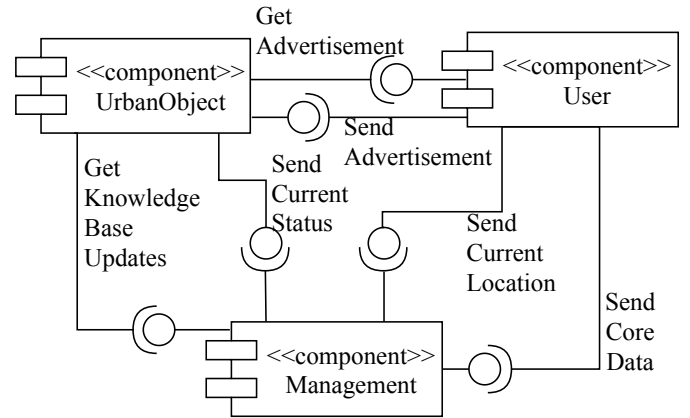 Get
Advertisement
<<component>>
UrbanObject
<<component>>
User
Send
Advertisement
Get
Knowledge
Base
Updates
Send
Current
Status
Send
Current
Location
Send
Core
Data
<<component>>
Management